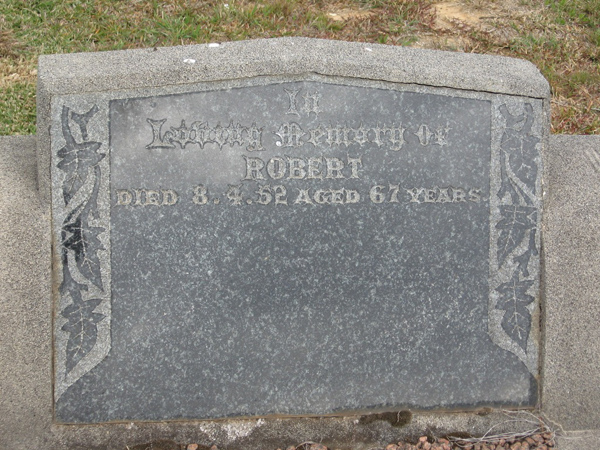 In
Loving Memory Of
ROBERT
DIED 8.4.52 AGED 67 YEARS